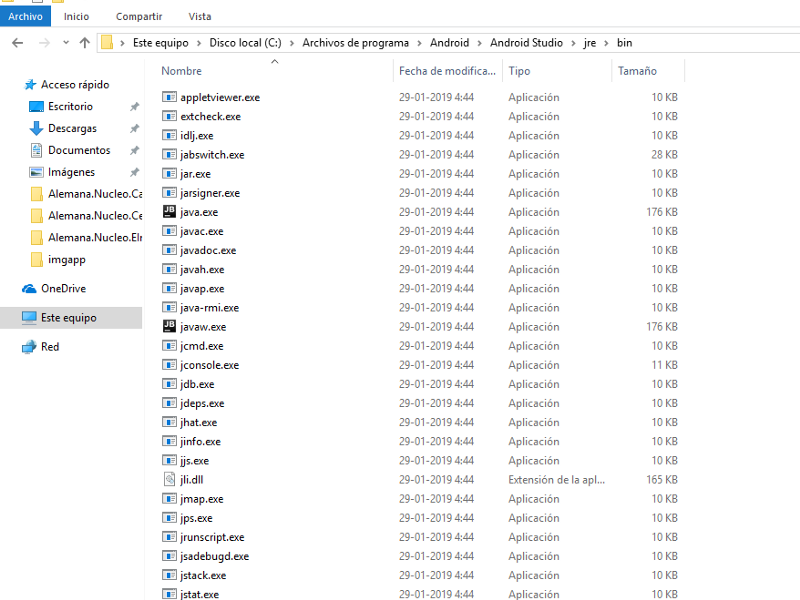 Archivo Inicio Compartir Vista
Este equipo > Disco local (C:) > Archivos de programa > Android > Android Studio > jre > bin
Nombre Fecha de modifica... Tipo Tamaño
Acceso rápido
Escritorio
Descargas
Documentos
Imágenes
Alemana.Nucleo.Ca
Alemana.Nucleo.Ce
Alemana.Nucleo.Elr
imgapp
OneDrive
Este equipo
Red
appletviewer.exe 29-01-2019 4:44 Aplicación 10 KB
extcheck.exe 29-01-2019 4:44 Aplicación 10 KB
idlj.exe 29-01-2019 4:44 Aplicación 10 KB
jabswitch.exe 29-01-2019 4:44 Aplicación 28 KB
jar.exe 29-01-2019 4:44 Aplicación 10 KB
jarsigner.exe 29-01-2019 4:44 Aplicación 10 KB
JB java.exe 29-01-2019 4:44 Aplicación 176 KB
javac.exe 29-01-2019 4:44 Aplicación 10 KB
javadoc.exe 29-01-2019 4:44 Aplicación 10 KB
javah.exe 29-01-2019 4:44 Aplicación 10 KB
javap.exe 29-01-2019 4:44 Aplicación 10 KB
java-rmi.exe 29-01-2019 4:44 Aplicación 10 KB
JB javaw.exe 29-01-2019 4:44 Aplicación 176 KB
jcmd.exe 29-01-2019 4:44 Aplicación 10 KB
jconsole.exe 29-01-2019 4:44 Aplicación 11 KB
jdb.exe 29-01-2019 4:44 Aplicación 10 KB
jdeps.exe 29-01-2019 4:44 Aplicación 10 KB
jhat.exe 29-01-2019 4:44 Aplicación 10 KB
jinfo.exe 29-01-2019 4:44 Aplicación 10 KB
jjs.exe 29-01-2019 4:44 Aplicación 10 KB
jli.dll 29-01-2019 4:44 Extensión de la apl... 165 KB
jmap.exe 29-01-2019 4:44 Aplicación 10 KB
jps.exe 29-01-2019 4:44 Aplicación 10 KB
jrunscript.exe 29-01-2019 4:44 Aplicación 10 KB
jsadebugd.exe 29-01-2019 4:44 Aplicación 10 KB
jstack.exe 29-01-2019 4:44 Aplicación 10 KB
jstat.exe 29-01-2019 4:44 Aplicación 10 KB